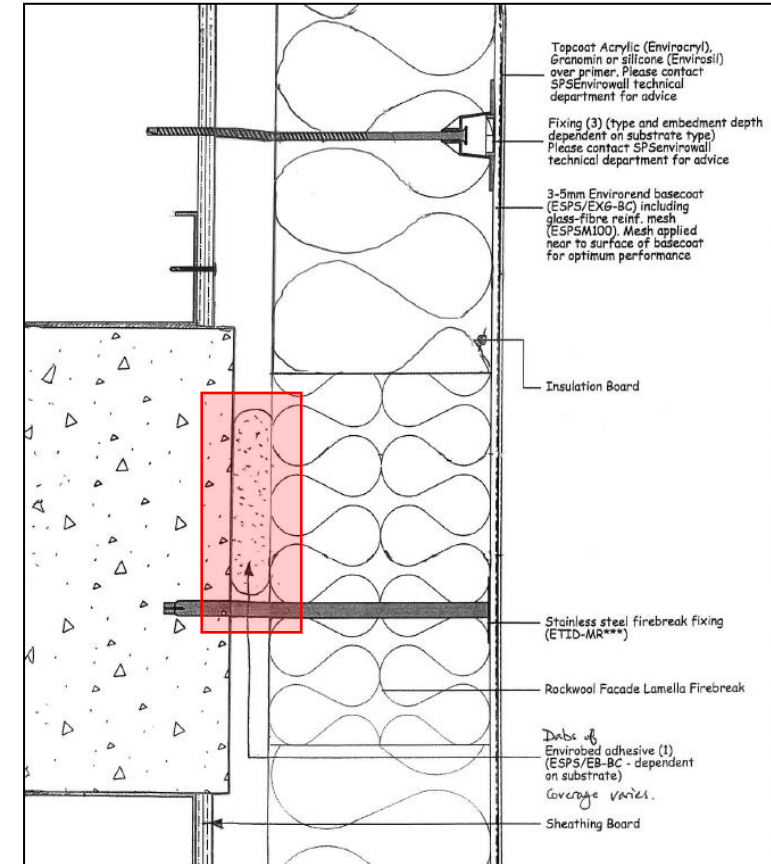 Topcoat Acrylic (Envirocryl),
Granomin or silicone (Envirosil)
over primer. Please contact
SPSEnvirowall technical
department for advice
Fixing (3) (type and embedment depth
dependent on substrate type)
Please contact SPSenvirowall
technical department for advice
3-5mm Envirorend basecoat
(ESPS/EXG-BC) including
glass-fibre reinf. mesh
(ESPSM100). Mesh applied
near to surface of basecoat
for optimum performance
Insulation Board
Stainless steel firebreak fixing
(ETID-MR***)
Rockwool Facade Lamella Firebreak
Dabs of
Envirobed adhesive (1)
(ESPS/EB-BC - dependent
on substrate)
Coverage varies.
Sheathing Board